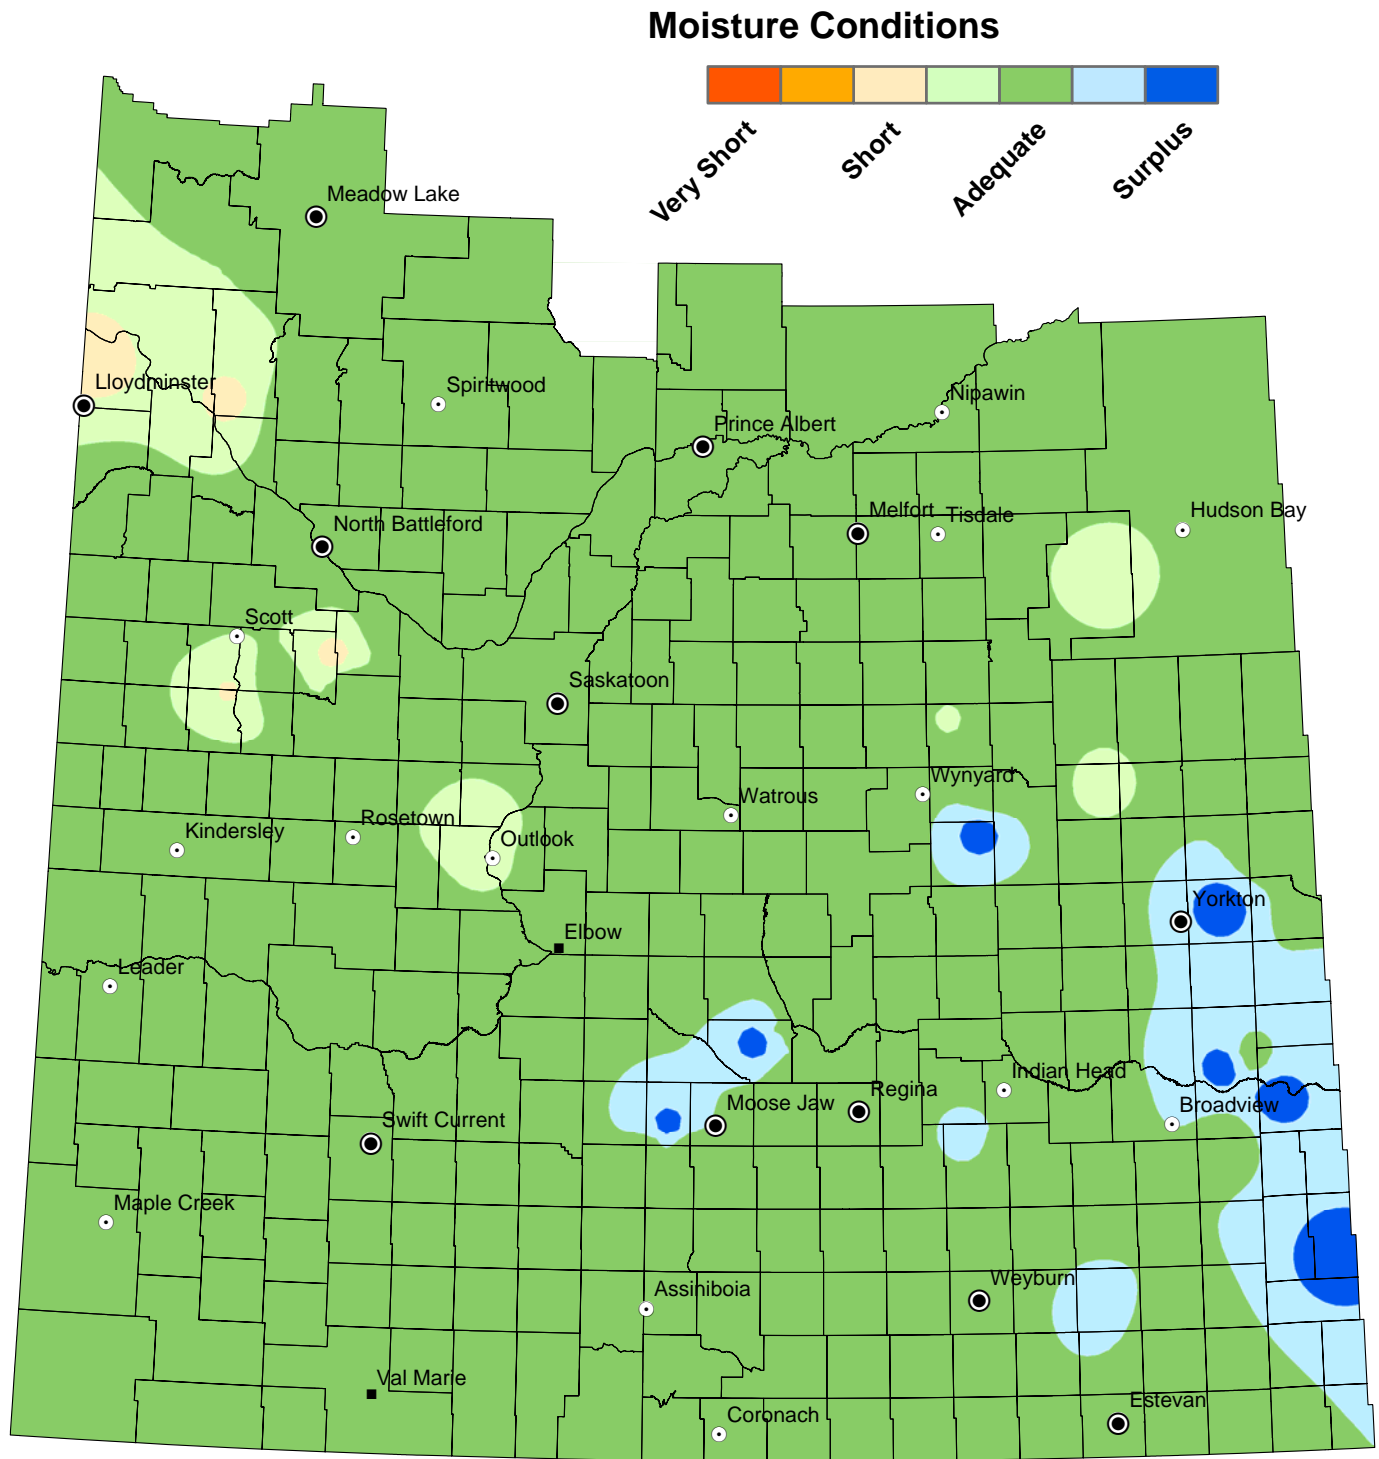 Moisture Conditions
Very Short
Short
Adequate
Surplus
Meadow Lake
Lloydminster
Spiritwood
Nipawin
Prince Albert
North Battleford
Melfort
Tisdale
Hudson Bay
Scott
Saskatoon
Wynyard
Watrous
Kindersley
Rosetown
Outlook
Yorkton
Elbow
Leader
Indian Head
Regina
Moose Jaw
Broadview
Swift Current
Maple Creek
Weyburn
Assiniboia
Val Marie
Estevan
Coronach